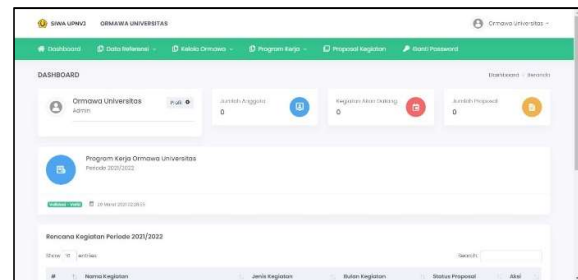 SIWA UPNVJ ORMAWA UNIVERSITAS Ormawa Universitas
Dashboard Data Referensi Kelola Ormawa Program Kerja Proposal Kegiatan Ganti Password
DASHBOARD Dashboard Beranda
Ormawa Universitas Profil
Admin
Jumlah Anggota
0
Kegiatan Akan Datang
0
Jumlah Proposal
0
Program Kerja Ormawa Universitas
Periode 2021/2022
Rencana Kegiatan Periode 2021/2022
Show 10 entries Search:
# Nama Kegiatan Jenis Kegiatan Bulan Kegiatan Status Proposal Aksi